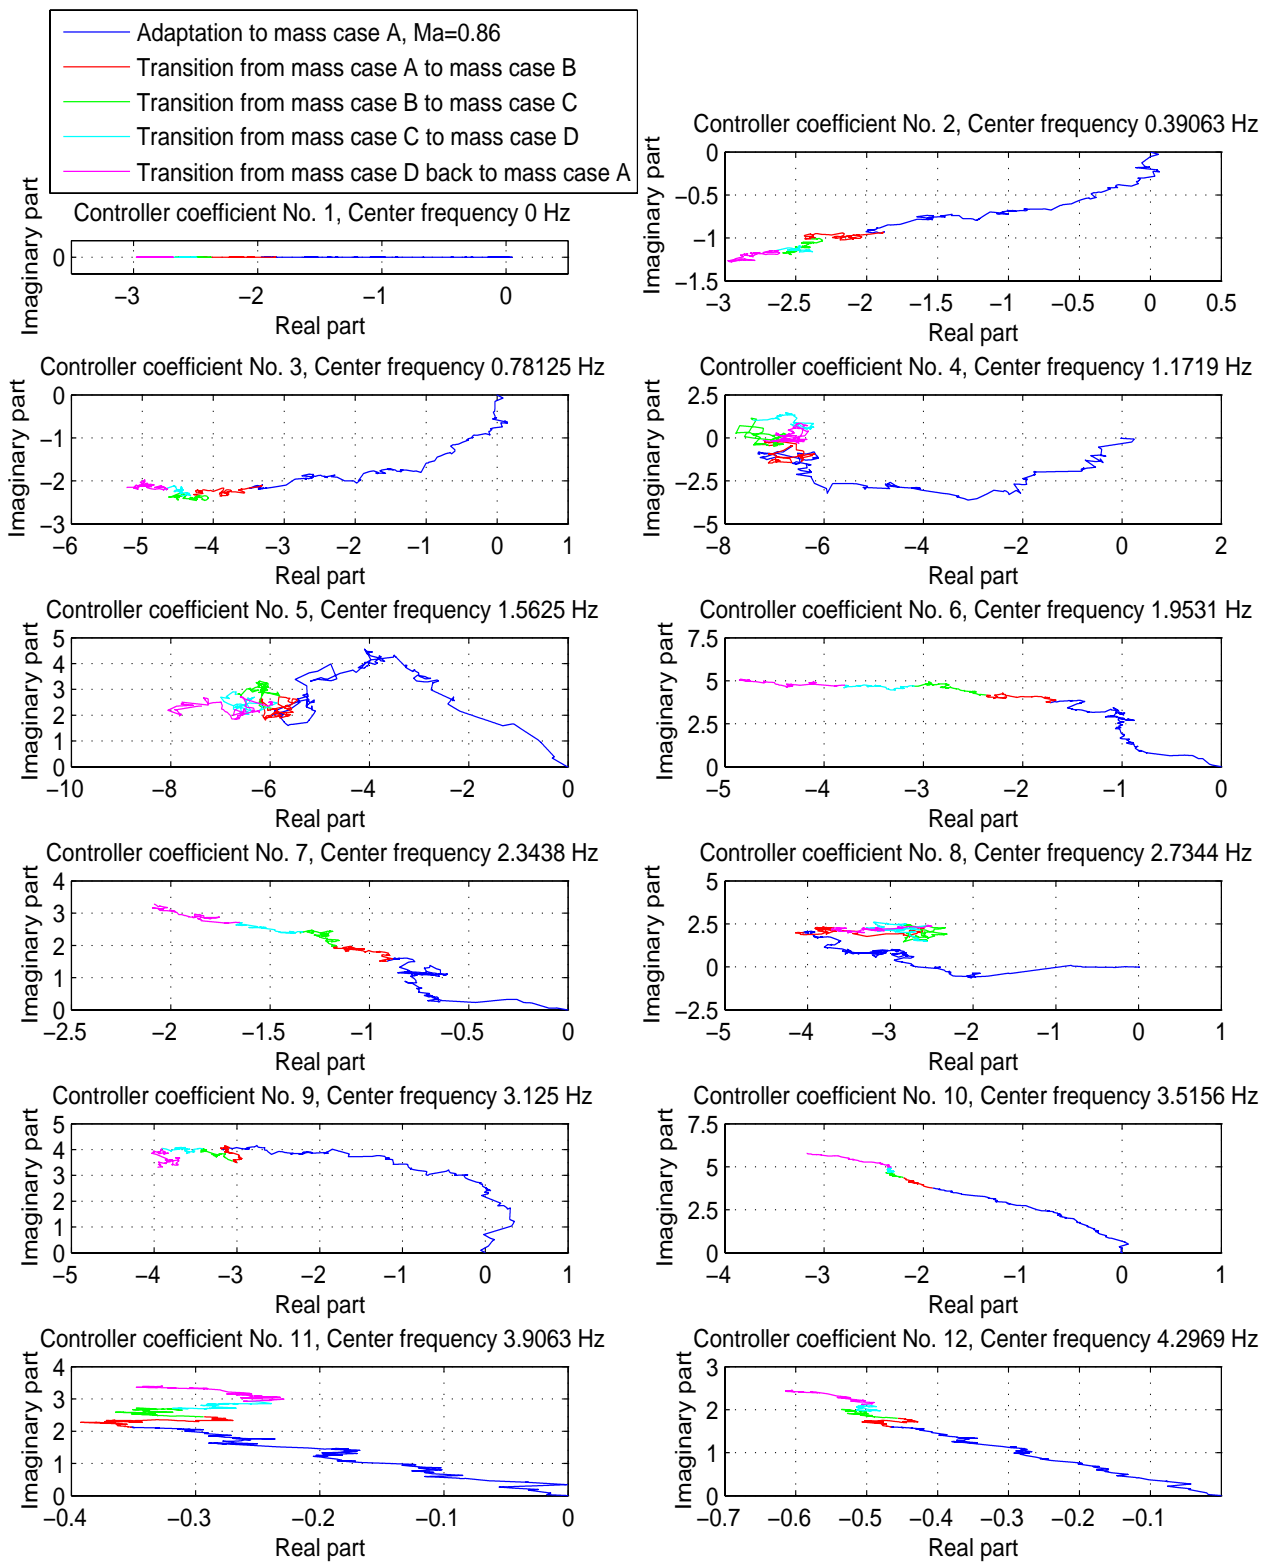 Adaptation to mass case A, Ma=0.86
Transition from mass case A to mass case B
Transition from mass case B to mass case C
Transition from mass case C to mass case D
Transition from mass case D back to mass case A
Controller coefficient No. 1, Center frequency 0 Hz
Imaginary part
0
−3 −2 −1 0
Real part
Controller coefficient No. 2, Center frequency 0.39063 Hz
Imaginary part
0
−0.5
−1
−1.5
−3 −2.5 −2 −1.5 −1 −0.5 0 0.5
Real part
Controller coefficient No. 3, Center frequency 0.78125 Hz
Imaginary part
0
−1
−2
−3
−6 −5 −4 −3 −2 −1 0 1
Real part
Controller coefficient No. 4, Center frequency 1.1719 Hz
Imaginary part
2.5
0
−2.5
−5
−8 −6 −4 −2 0 2
Real part
Controller coefficient No. 5, Center frequency 1.5625 Hz
Imaginary part
5
4
3
2
1
0
−10 −8 −6 −4 −2 0
Real part
Controller coefficient No. 6, Center frequency 1.9531 Hz
Imaginary part
7.5
5
2.5
0
−5 −4 −3 −2 −1 0
Real part
Controller coefficient No. 7, Center frequency 2.3438 Hz
Imaginary part
4
3
2
1
0
−2.5 −2 −1.5 −1 −0.5 0
Real part
Controller coefficient No. 8, Center frequency 2.7344 Hz
Imaginary part
5
2.5
0
−2.5
−5 −4 −3 −2 −1 0 1
Real part
Controller coefficient No. 9, Center frequency 3.125 Hz
Imaginary part
5
4
3
2
1
0
−5 −4 −3 −2 −1 0 1
Real part
Controller coefficient No. 10, Center frequency 3.5156 Hz
Imaginary part
7.5
5
2.5
0
−4 −3 −2 −1 0 1
Real part
Controller coefficient No. 11, Center frequency 3.9063 Hz
Imaginary part
4
3
2
1
0
−0.4 −0.3 −0.2 −0.1 0
Real part
Controller coefficient No. 12, Center frequency 4.2969 Hz
Imaginary part
3
2
1
0
−0.7 −0.6 −0.5 −0.4 −0.3 −0.2 −0.1
Real part